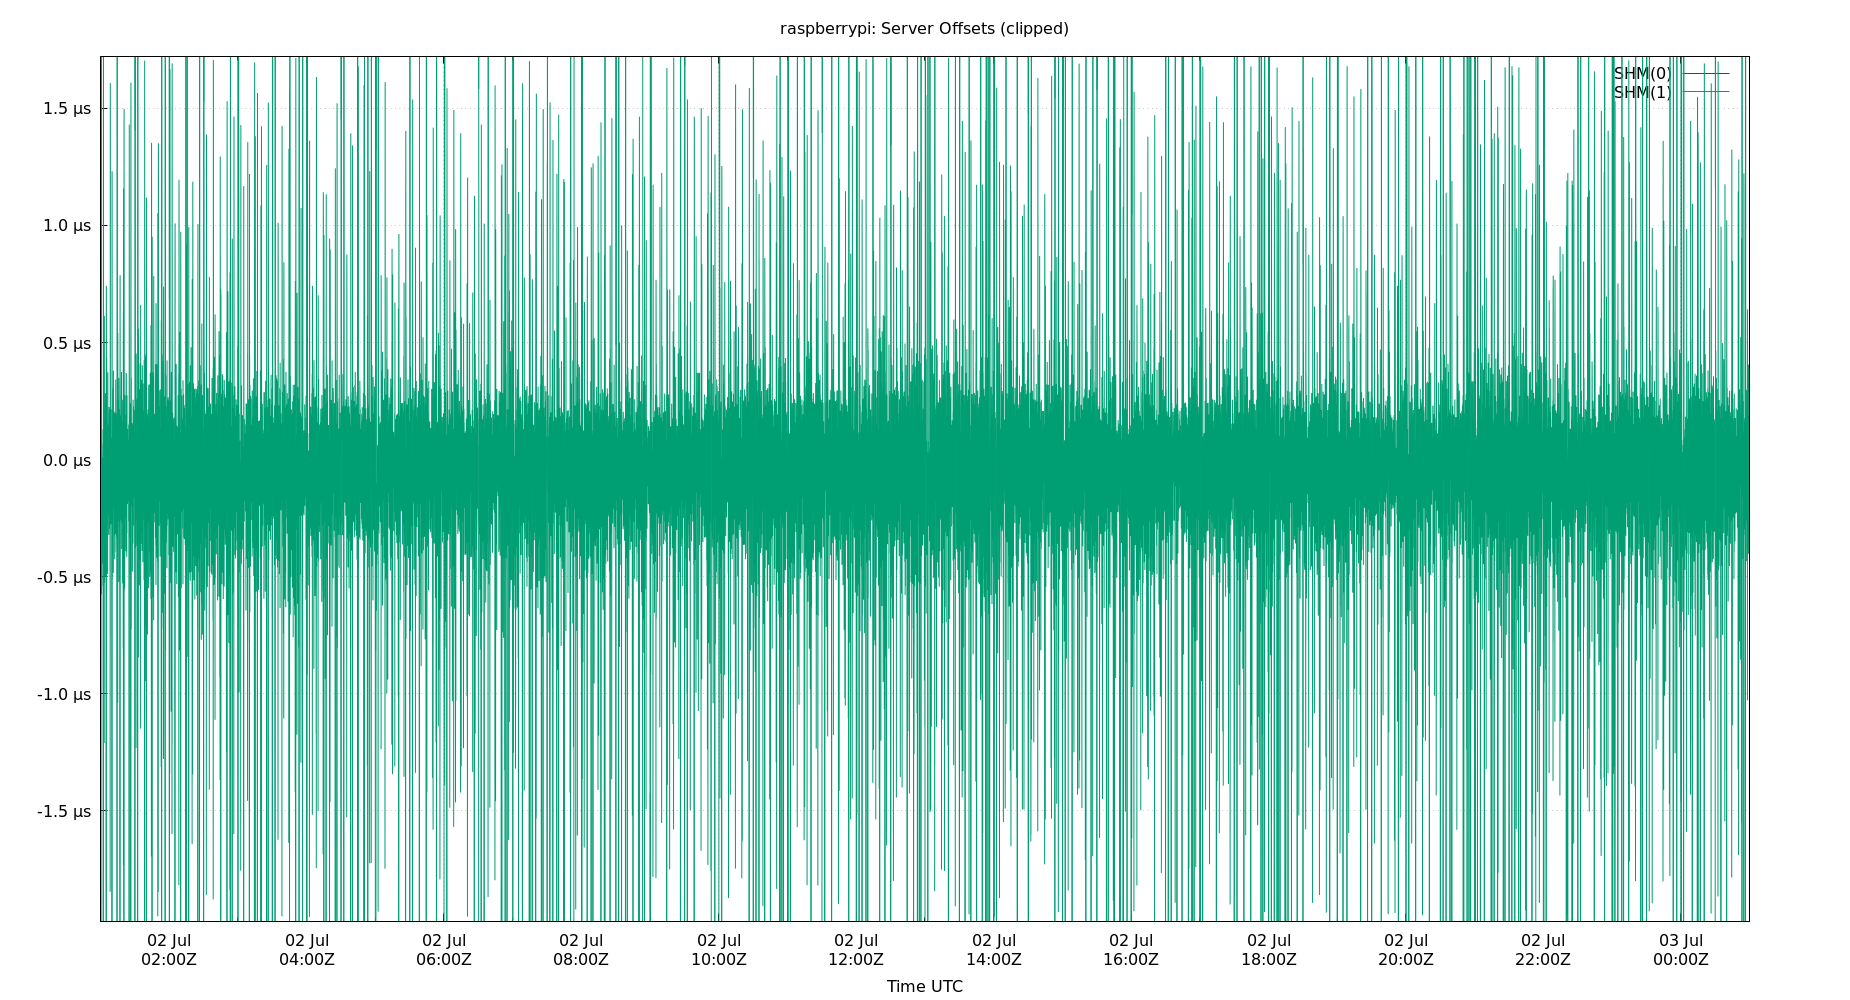 raspberrypi: Server Offsets (clipped)
SHM(0)
SHM(1)
1.5 µs
1.0 µs
0.5 µs
0.0 µs
-0.5 µs
-1.0 µs
-1.5 µs
02 Jul 02 Jul 02 Jul 02 Jul 02 Jul 02 Jul 02 Jul 02 Jul 02 Jul 02 Jul 02 Jul 03 Jul
02:00Z 04:00Z 06:00Z 08:00Z 10:00Z 12:00Z 14:00Z 16:00Z 18:00Z 20:00Z 22:00Z 00:00Z
Time UTC